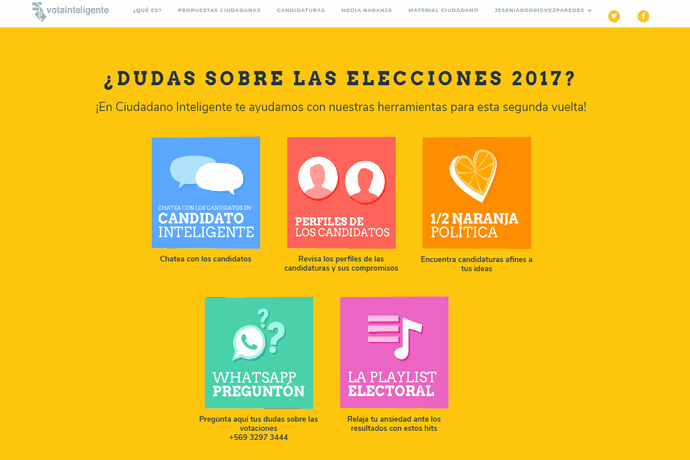 votainteligente
¿QUÉ ES?
PROPUESTAS CIUDADANAS
CANDIDATURAS
MEDIA NARANJA
MATERIAL CIUDADANO
JESENIARODRIGUEZPAREDES
¿DUDAS SOBRE LAS ELECCIONES 2017?
¡En Ciudadano Inteligente te ayudamos con nuestras herramientas para esta segunda vuelta!
CHATEA CON LOS CANDIDATOS EN
CANDIDATO
INTELIGENTE
Chatea con los candidatos
PERFILES DE
LOS CANDIDATOS
Revisa los perfiles de las
candidaturas y sus compromisos
1/2 NARANJA
POLÍTICA
Encuentra candidaturas afines a
tus ideas
WHATSAPP
PREGUNTÓN
Pregunta aquí tus dudas sobre las
votaciones
+569 3297 3444
LA PLAYLIST
ELECTORAL
Relaja tu ansiedad ante los
resultados con estos hits